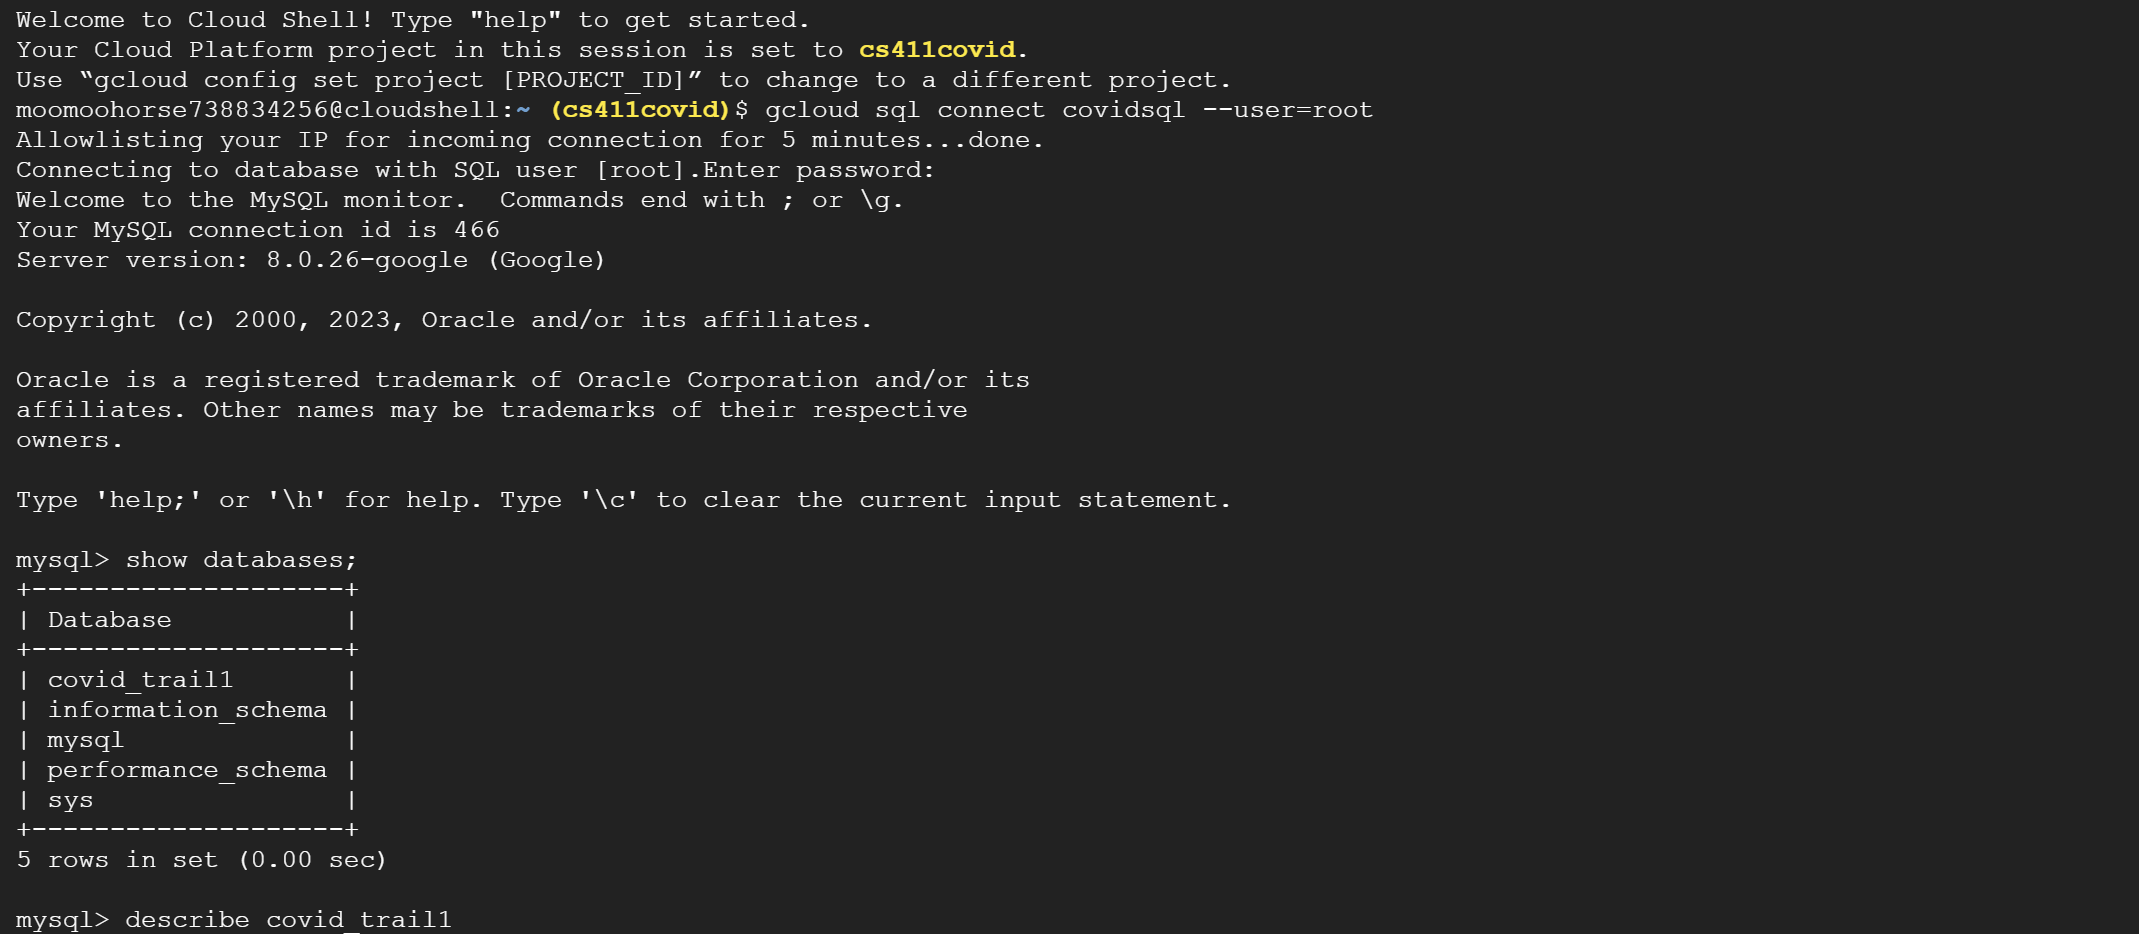 Welcome to Cloud Shell! Type "help" to get started.
Your Cloud Platform project in this session is set to cs411covid.
Use “gcloud config set project [PROJECT_ID]” to change to a different project.
moomoohorse738834256@cloudshell:~ (cs411covid)$ gcloud sql connect covidsql --user=root
Allowlisting your IP for incoming connection for 5 minutes...done.
Connecting to database with SQL user [root].Enter password:
Welcome to the MySQL monitor.  Commands end with ; or \g.
Your MySQL connection id is 466
Server version: 8.0.26-google (Google)

Copyright (c) 2000, 2023, Oracle and/or its affiliates.

Oracle is a registered trademark of Oracle Corporation and/or its
affiliates. Other names may be trademarks of their respective
owners.

Type 'help;' or '\h' for help. Type '\c' to clear the current input statement.

mysql> show databases;
+--------------------+
| Database           |
+--------------------+
| covid_trail1       |
| information_schema |
| mysql              |
| performance_schema |
| sys                |
+--------------------+
5 rows in set (0.00 sec)

mysql> describe covid_trail1